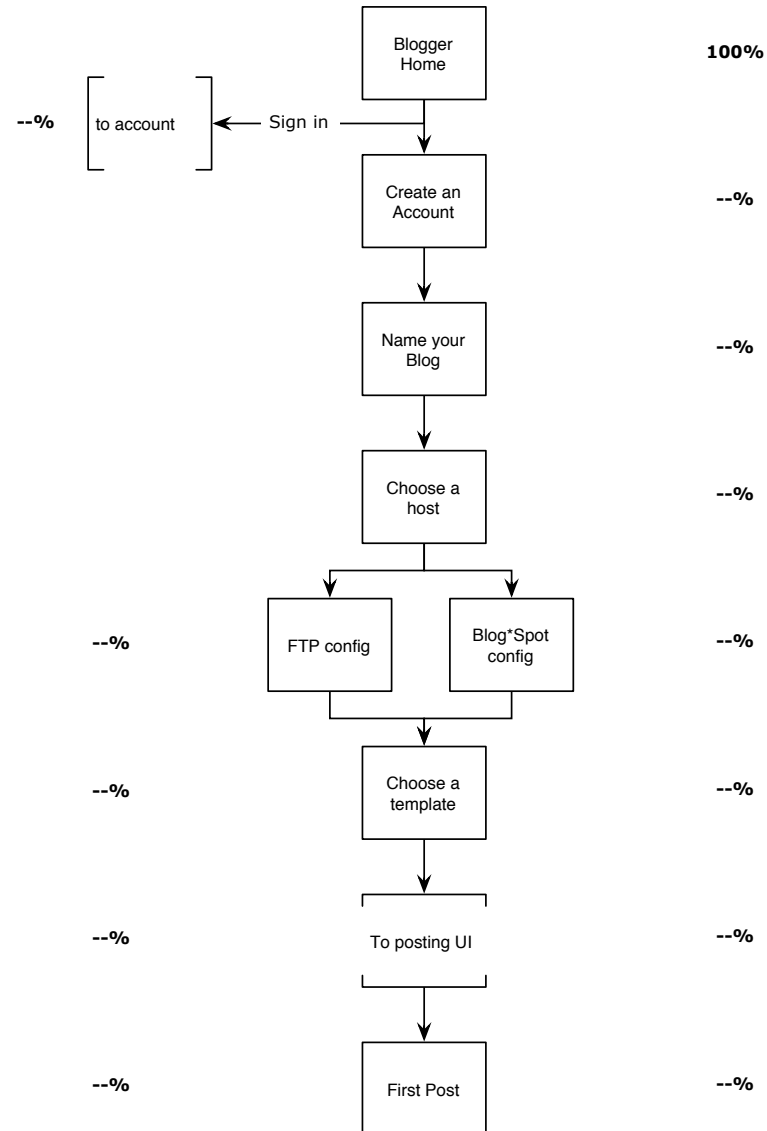 Blogger
Home
100%
--%
to account
Sign in
Create an
Account
--%
Name your
Blog
--%
Choose a
host
--%
--%
FTP config
Blog*Spot
config
--%
--%
Choose a
template
--%
--%
To posting UI
--%
--%
First Post
--%